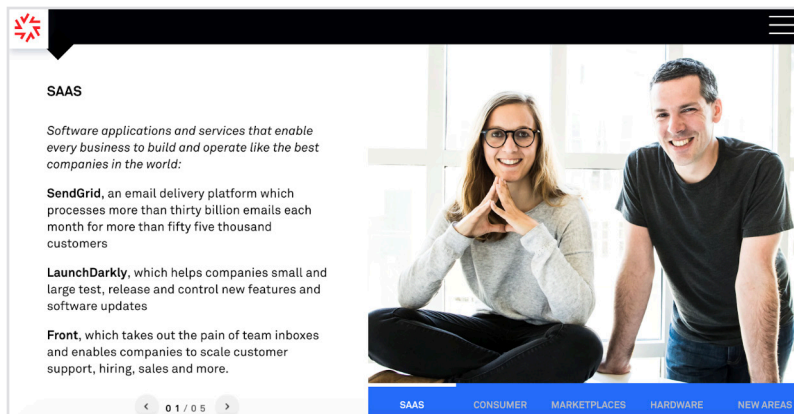 SAAS
Software applications and services that enable
every business to build and operate like the best
companies in the world:
SendGrid, an email delivery platform which
processes more than thirty billion emails each
month for more than fifty five thousand
customers
LaunchDarkly, which helps companies small and
large test, release and control new features and
software updates
Front, which takes out the pain of team inboxes
and enables companies to scale customer
support, hiring, sales and more.
01/05
SAAS CONSUMER MARKETPLACES HARDWARE NEW AREAS